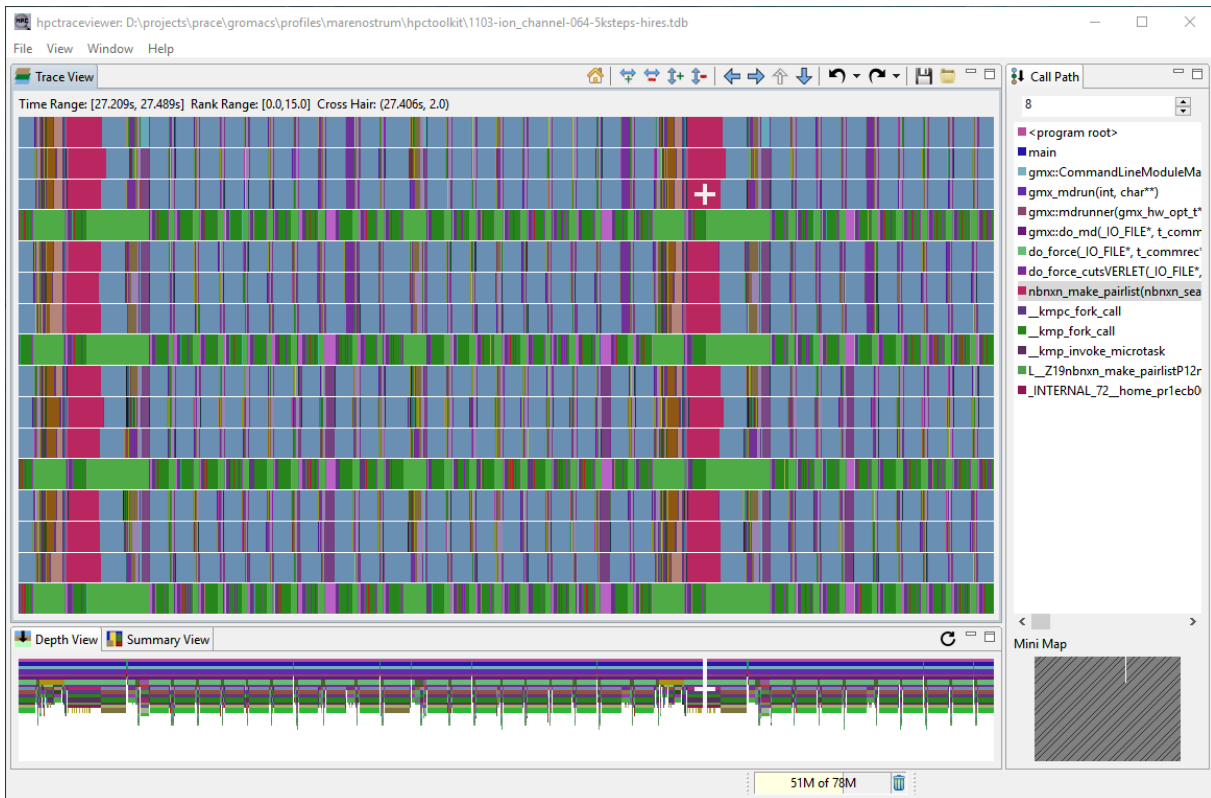 hpctraceviewer: D:\projects\prace\gromacs\profiles\marenostrum\hpctoolkit\1103-ion_channel-064-5ksteps-hires.tdb
File View Window Help
Trace View
Call Path
Time Range: [27.209s, 27.489s] Rank Range: [0.0,15.0] Cross Hair: (27.406s, 2.0)
8
<program root>
main
gmx::CommandLineModuleMa
gmx_mdrun(int, char**)
gmx::mdrunner(gmx_hw_opt_t*
gmx::do_md(_IO_FILE*, t_comm
do_force(_IO_FILE*, t_commrec*
do_force_cutsVERLET(_IO_FILE*,
nbnxn_make_pairlist(nbnxn_sea
__kmpc_fork_call
__kmp_fork_call
__kmp_invoke_microtask
L__Z19nbnxn_make_pairlistP12n
_INTERNAL_72__home_pr1ecb0
Depth View
Summary View
Mini Map
51M of 78M